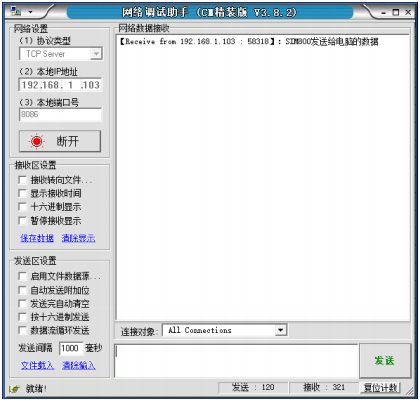 网络调试助手 (C■精装版 V3.8.2)
网络设置
(1) 协议类型
TCP Server
(2) 本地IP地址
192.168. 1 .103
(3) 本地端口号
8086
断开
接收区设置
接收转向文件...
显示接收时间
十六进制显示
暂停接收显示
保存数据 清除显示
发送区设置
启用文件数据源...
自动发送附加位
发送完自动清空
按十六进制发送
数据流循环发送
发送间隔 1000 毫秒
文件载入 清除输入
网络数据接收
【Receive from 192.168.1.103 : 58318】: SIM800发送给电脑的数据
连接对象: All Connections
发送
就绪!
发送 : 120
接收 : 321
复位计数